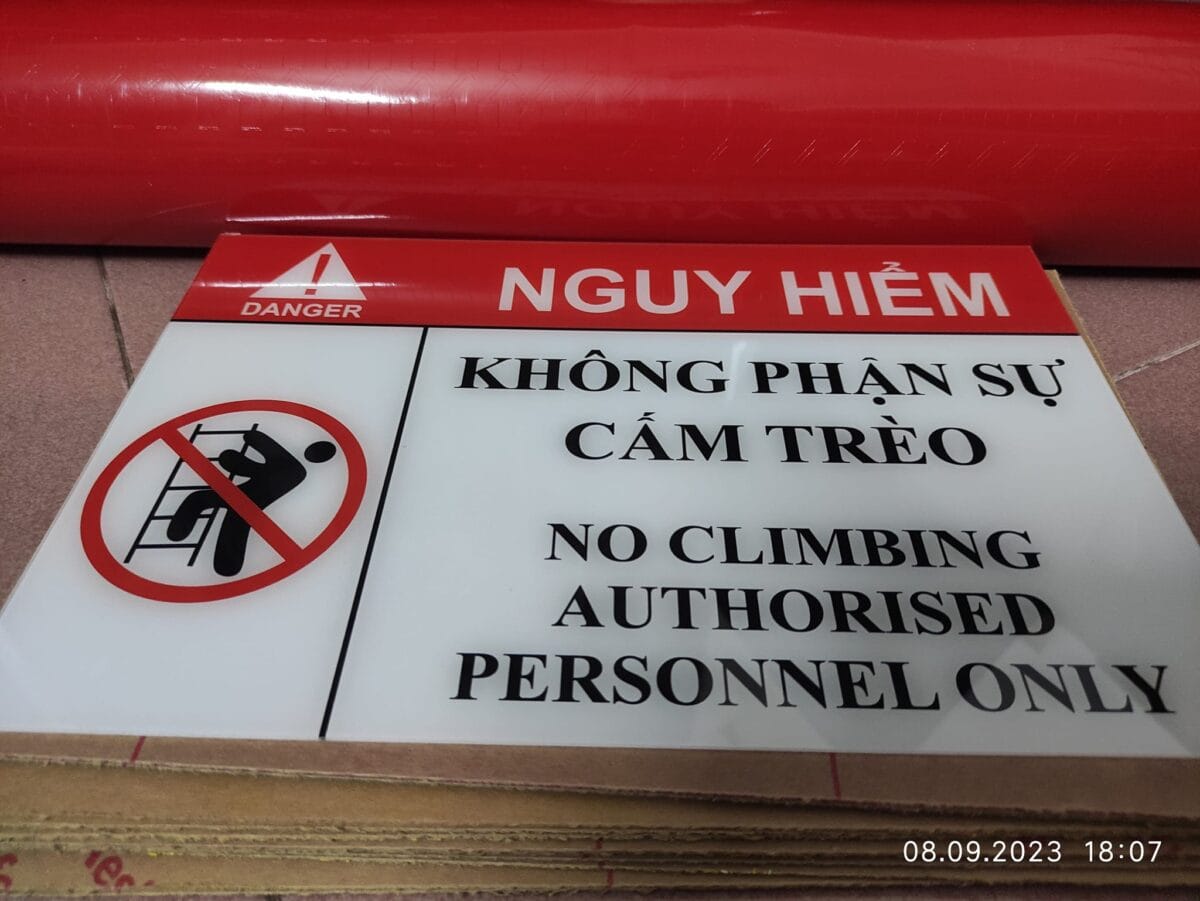 DANGER
NGUY HIỂM
KHÔNG PHẬN SỰ
CẤM TRÈO
NO CLIMBING
AUTHORISED
PERSONNEL ONLY
08.09.2023 18:07